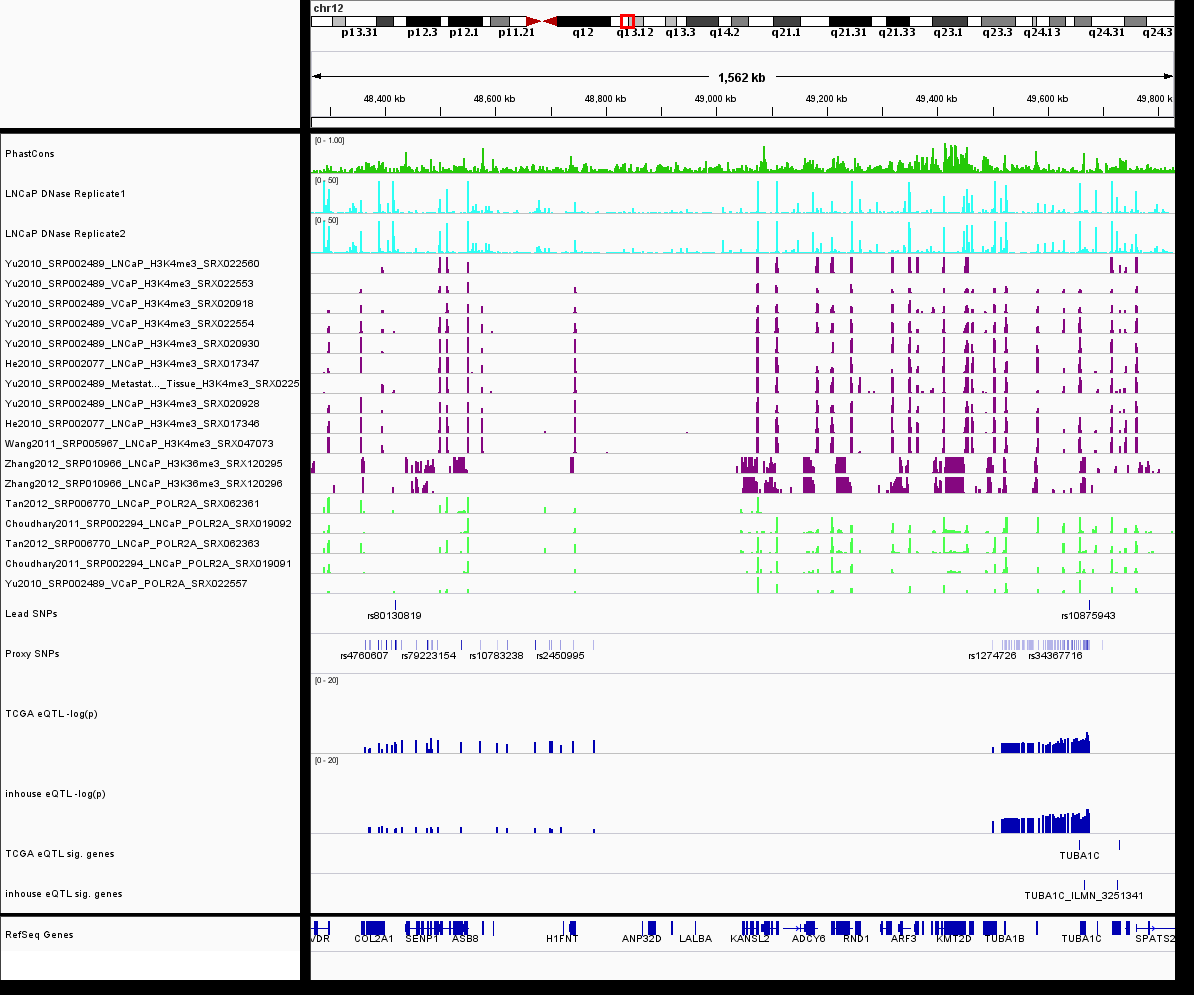 chr12
p13.31 p12.3 p12.1 p11.21 q12 q13.12 q13.3 q14.2 q21.1 q21.31 q21.33 q23.1 q23.3 q24.13 q24.31 q24.3
1,562 kb
48,400 kb 48,600 kb 48,800 kb 49,000 kb 49,200 kb 49,400 kb 49,600 kb 49,800 k
[0 - 1.00]
PhastCons
[0 - 50]
LNCaP DNase Replicate1
[0 - 50]
LNCaP DNase Replicate2
Yu2010_SRP002489_LNCaP_H3K4me3_SRX022560
Yu2010_SRP002489_VCaP_H3K4me3_SRX022553
Yu2010_SRP002489_VCaP_H3K4me3_SRX020918
Yu2010_SRP002489_VCaP_H3K4me3_SRX022554
Yu2010_SRP002489_LNCaP_H3K4me3_SRX020930
He2010_SRP002077_LNCaP_H3K4me3_SRX017347
Yu2010_SRP002489_Metastat..._Tissue_H3K4me3_SRX0225
Yu2010_SRP002489_LNCaP_H3K4me3_SRX020928
He2010_SRP002077_LNCaP_H3K4me3_SRX017346
Wang2011_SRP005967_LNCaP_H3K4me3_SRX047073
Zhang2012_SRP010966_LNCaP_H3K36me3_SRX120295
Zhang2012_SRP010966_LNCaP_H3K36me3_SRX120296
Tan2012_SRP006770_LNCaP_POLR2A_SRX062361
Choudhary2011_SRP002294_LNCaP_POLR2A_SRX019092
Tan2012_SRP006770_LNCaP_POLR2A_SRX062363
Choudhary2011_SRP002294_LNCaP_POLR2A_SRX019091
Yu2010_SRP002489_VCaP_POLR2A_SRX022557
Lead SNPs
rs80130819 rs10875943
Proxy SNPs
rs4760607 rs79223154 rs10783238 rs2450995 rs1274726 rs34367716
[0 - 20]
TCGA eQTL -log(p)
[0 - 20]
inhouse eQTL -log(p)
TCGA eQTL sig. genes
TUBA1C
inhouse eQTL sig. genes
TUBA1C_ILMN_3251341
RefSeq Genes
VDR COL2A1 SENP1 ASB8 H1FNT ANP32D LALBA KANSL2 ADCY6 RND1 ARF3 KMT2D TUBA1B TUBA1C SPATS2